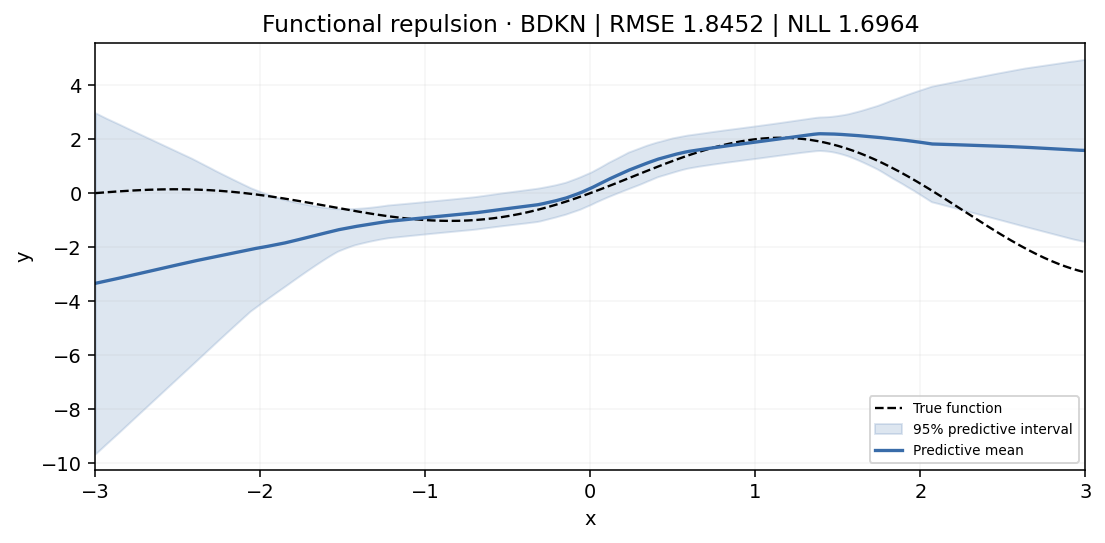 Functional repulsion · BDKN | RMSE 1.8452 | NLL 1.6964
y
4
2
0
−2
−4
−6
−8
−10
True function
95% predictive interval
Predictive mean
−3
−2
−1
0
1
2
3
x